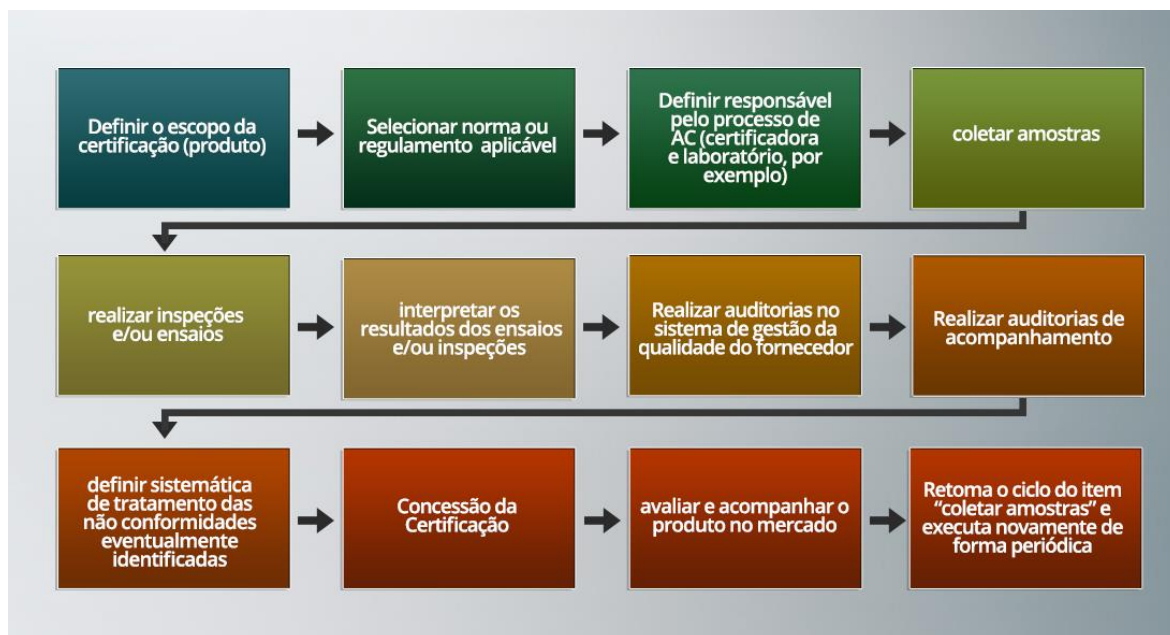 Definir o escopo da
certificação (produto)
Selecionar norma ou
regulamento aplicável
Definir responsável
pelo processo de
AC (certificadora
e laboratório, por
exemplo)
coletar amostras
realizar inspeções
e/ou ensaios
interpretar os
resultados dos ensaios
e/ou inspeções
Realizar auditorias no
sistema de gestão da
qualidade do fornecedor
Realizar auditorias de
acompanhamento
definir sistemática
de tratamento das
não conformidades
eventualmente
identificadas
Concessão da
Certificação
avaliar e acompanhar o
produto no mercado
Retoma o ciclo do item
“coletar amostras” e
executa novamente de
forma periódica